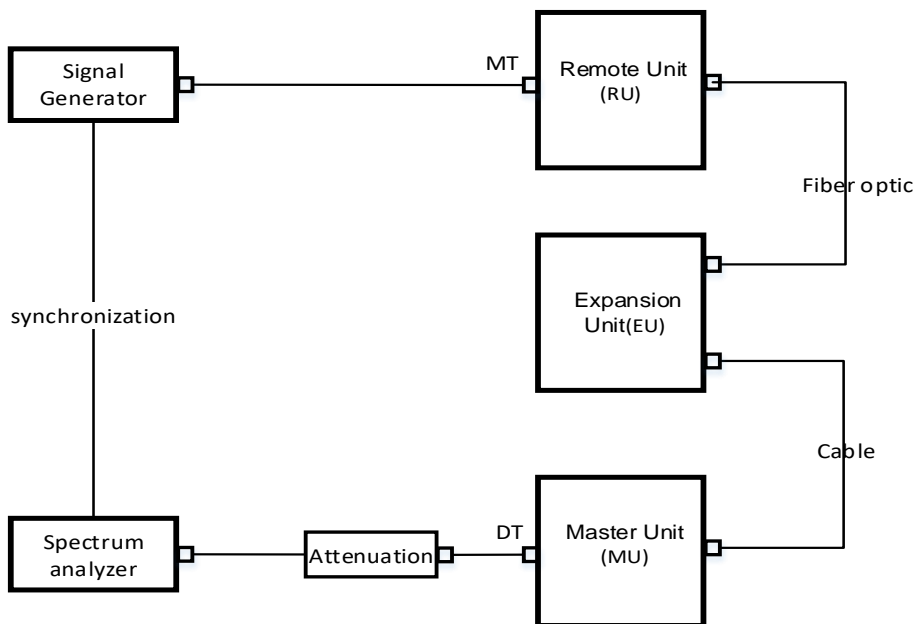 Signal
Generator
MT
Remote Unit
(RU)
Fiber optic
Expansion
Unit(EU)
synchronization
Cable
Spectrum
analyzer
Attenuation
DT
Master Unit
(MU)